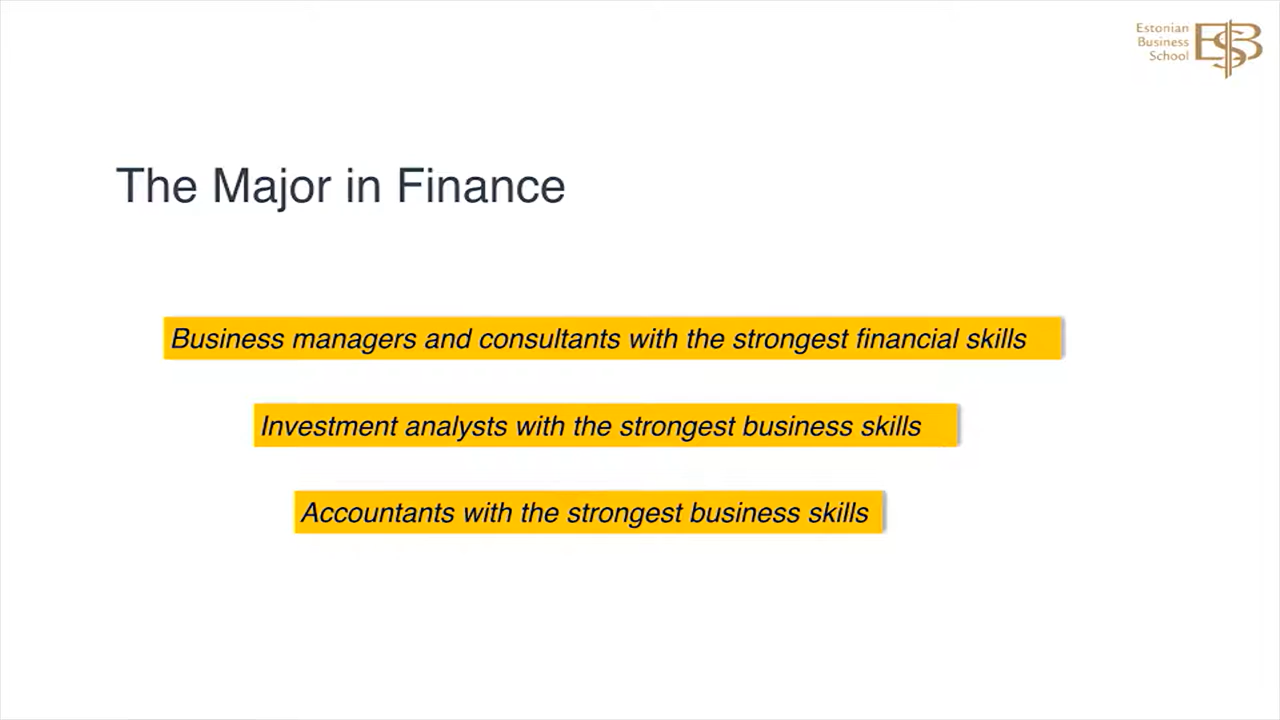 Estonian
Business
School
EBS
The Major in Finance
Business managers and consultants with the strongest financial skills
Investment analysts with the strongest business skills
Accountants with the strongest business skills